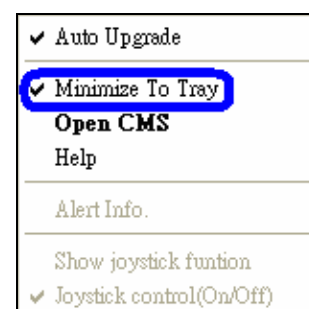 Auto Upgrade
Minimize To Tray
Open CMS
Help
Alert Info.
Show joystick funtion
Joystick control(On/Off)